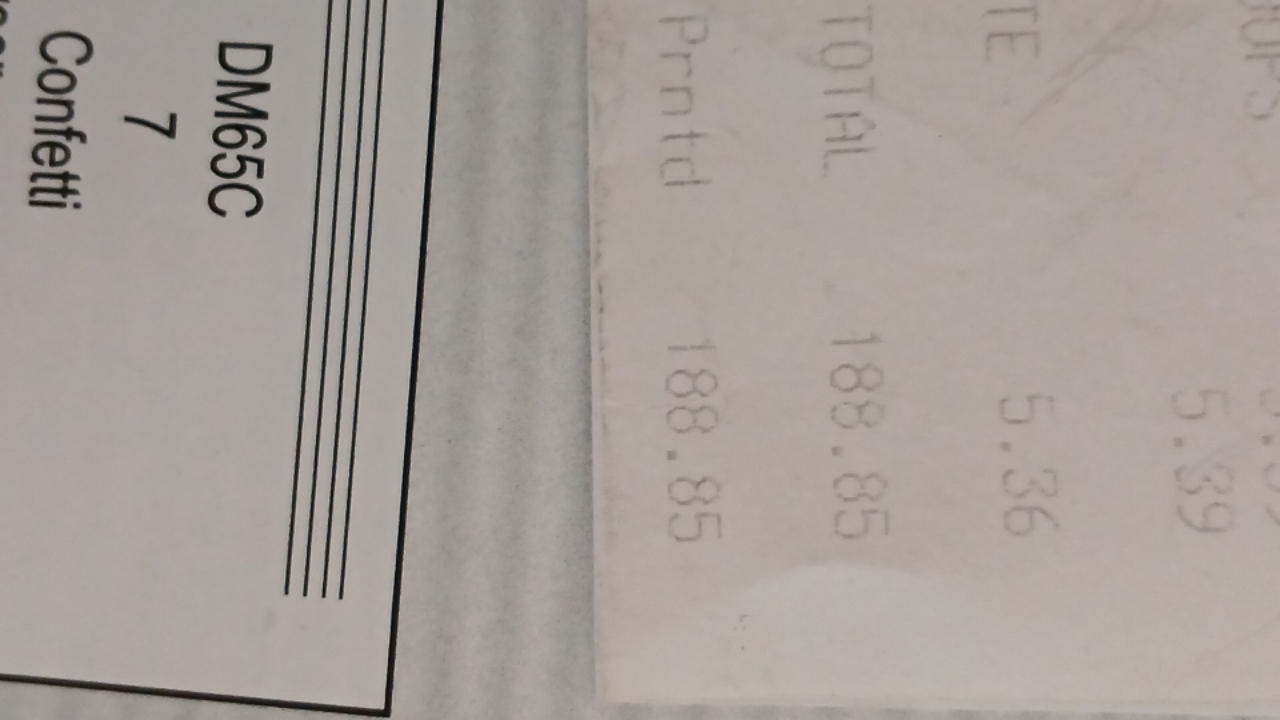 5.39
TE 5.36
TOTAL 188.85
Prntd 188.85
DM65C
7
Confetti